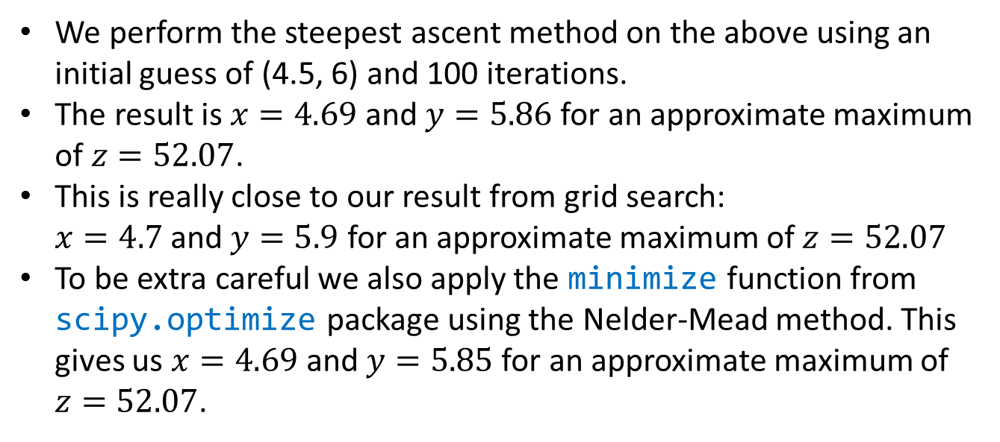 • We perform the steepest ascent method on the above using an
initial guess of (4.5, 6) and 100 iterations.
• The result is x = 4.69 and y = 5.86 for an approximate maximum
of z = 52.07.
• This is really close to our result from grid search:
x = 4.7 and y = 5.9 for an approximate maximum of z = 52.07
• To be extra careful we also apply the minimize function from
scipy.optimize package using the Nelder-Mead method. This
gives us x = 4.69 and y = 5.85 for an approximate maximum of
z = 52.07.